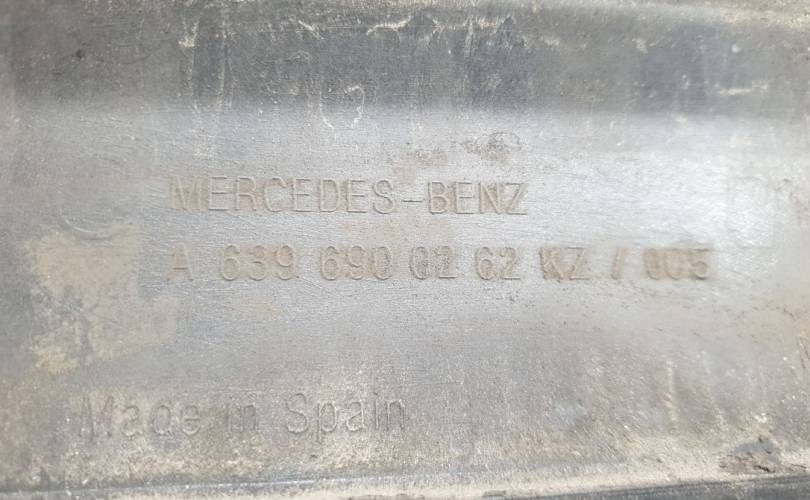 MERCEDES-BENZ
A 639 690 02 62 KZ / 005
Made in Spain